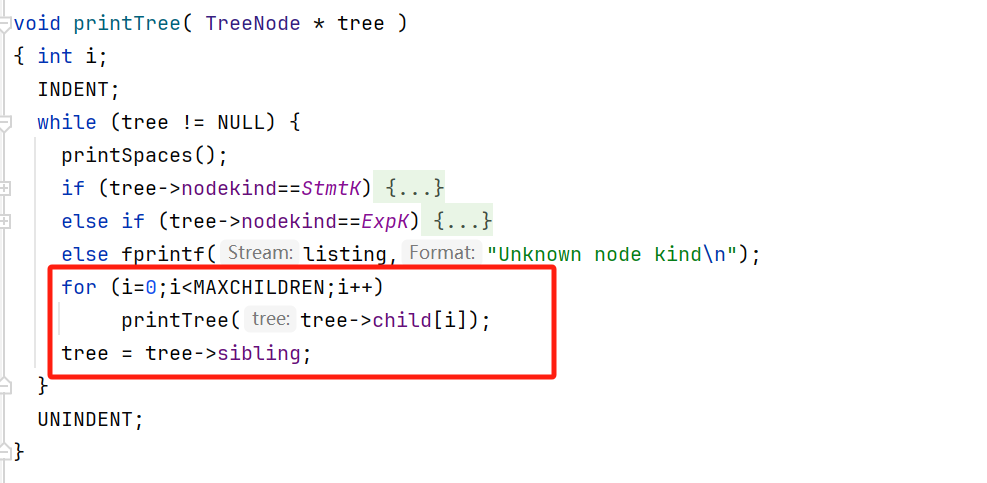 void printTree( TreeNode * tree )
{ int i;
INDENT;
while (tree != NULL) {
printSpaces();
if (tree->nodekind==StmtK) {...}
else if (tree->nodekind==ExpK) {...}
else fprintf( Stream: listing, Format: "Unknown node kind\n");
for (i=0;i<MAXCHILDREN;i++)
printTree( tree: tree->child[i]);
tree = tree->sibling;
}
UNINDENT;
}